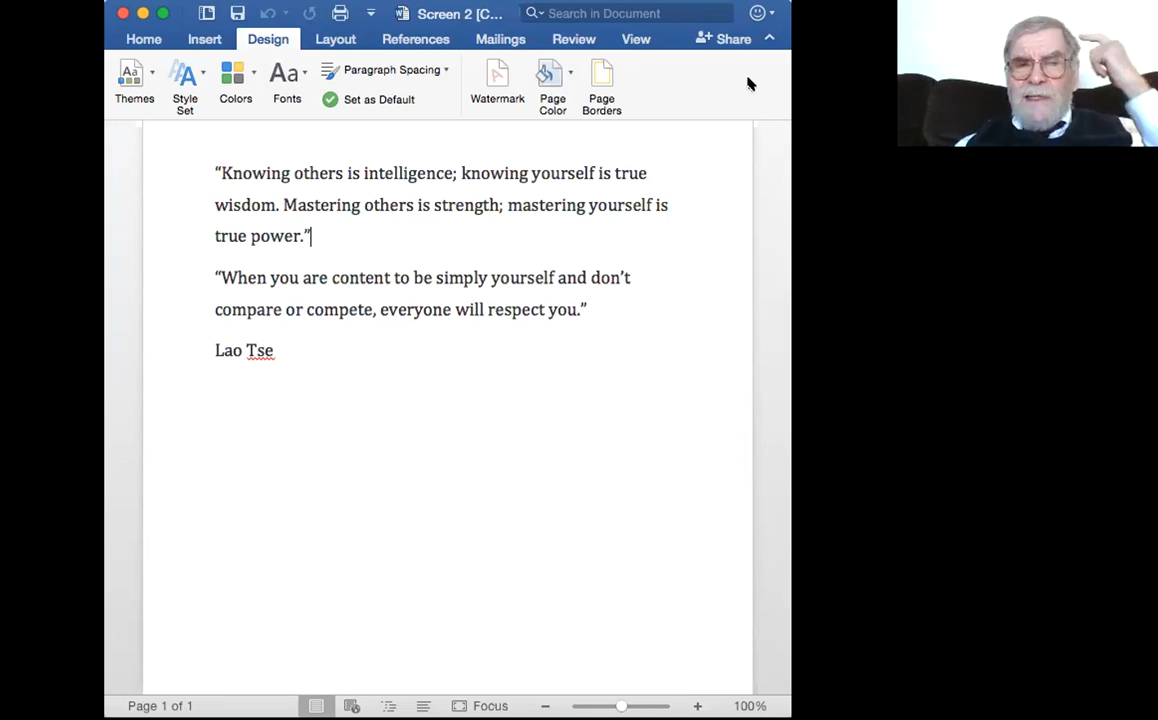 Screen 2 [C...
Search in Document
Home Insert Design Layout References Mailings Review View Share
Themes
Style Set
Colors
Fonts
Paragraph Spacing
Set as Default
Watermark
Page Color
Page Borders
“Knowing others is intelligence; knowing yourself is true
wisdom. Mastering others is strength; mastering yourself is
true power.”
“When you are content to be simply yourself and don’t
compare or compete, everyone will respect you.”
Lao Tse
Page 1 of 1
Focus
100%